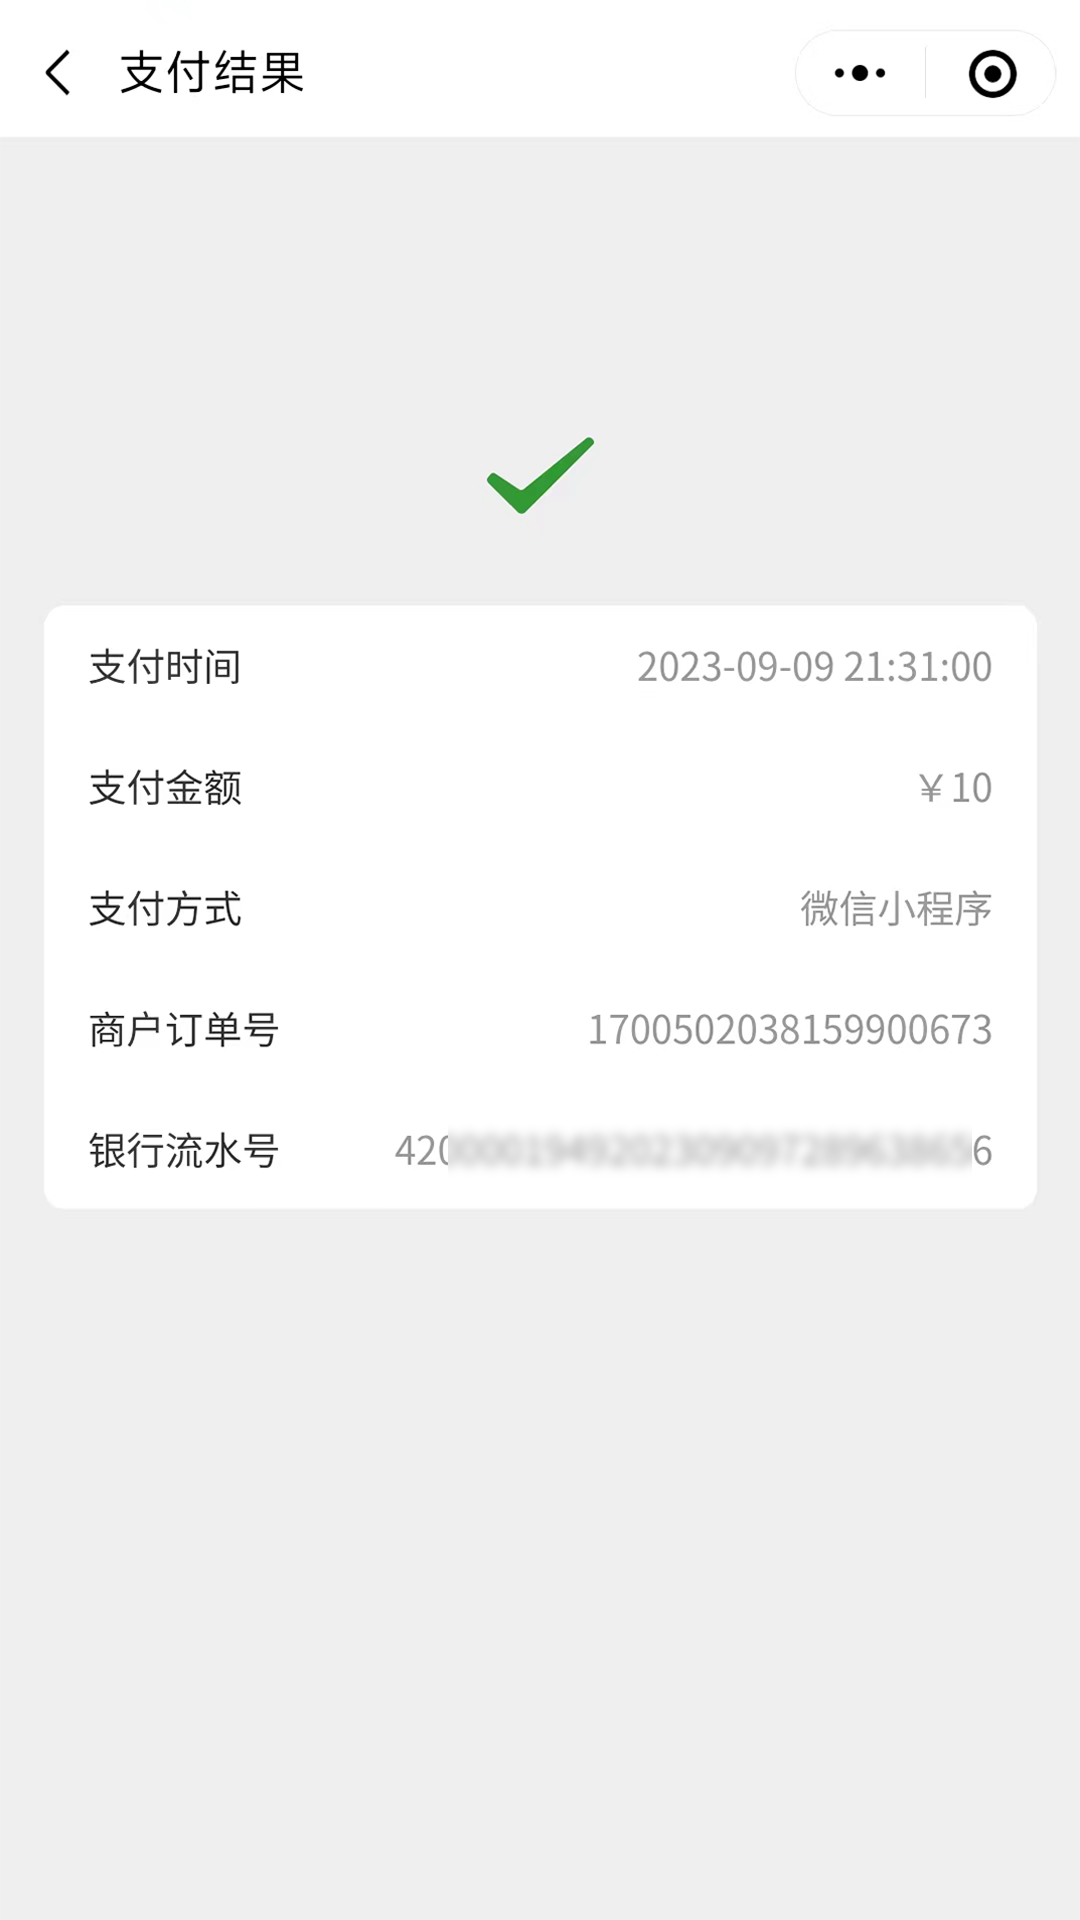 支付结果
支付时间 2023-09-09 21:31:00
支付金额 ￥10
支付方式 微信小程序
商户订单号 1700502038159900673
银行流水号 420 6